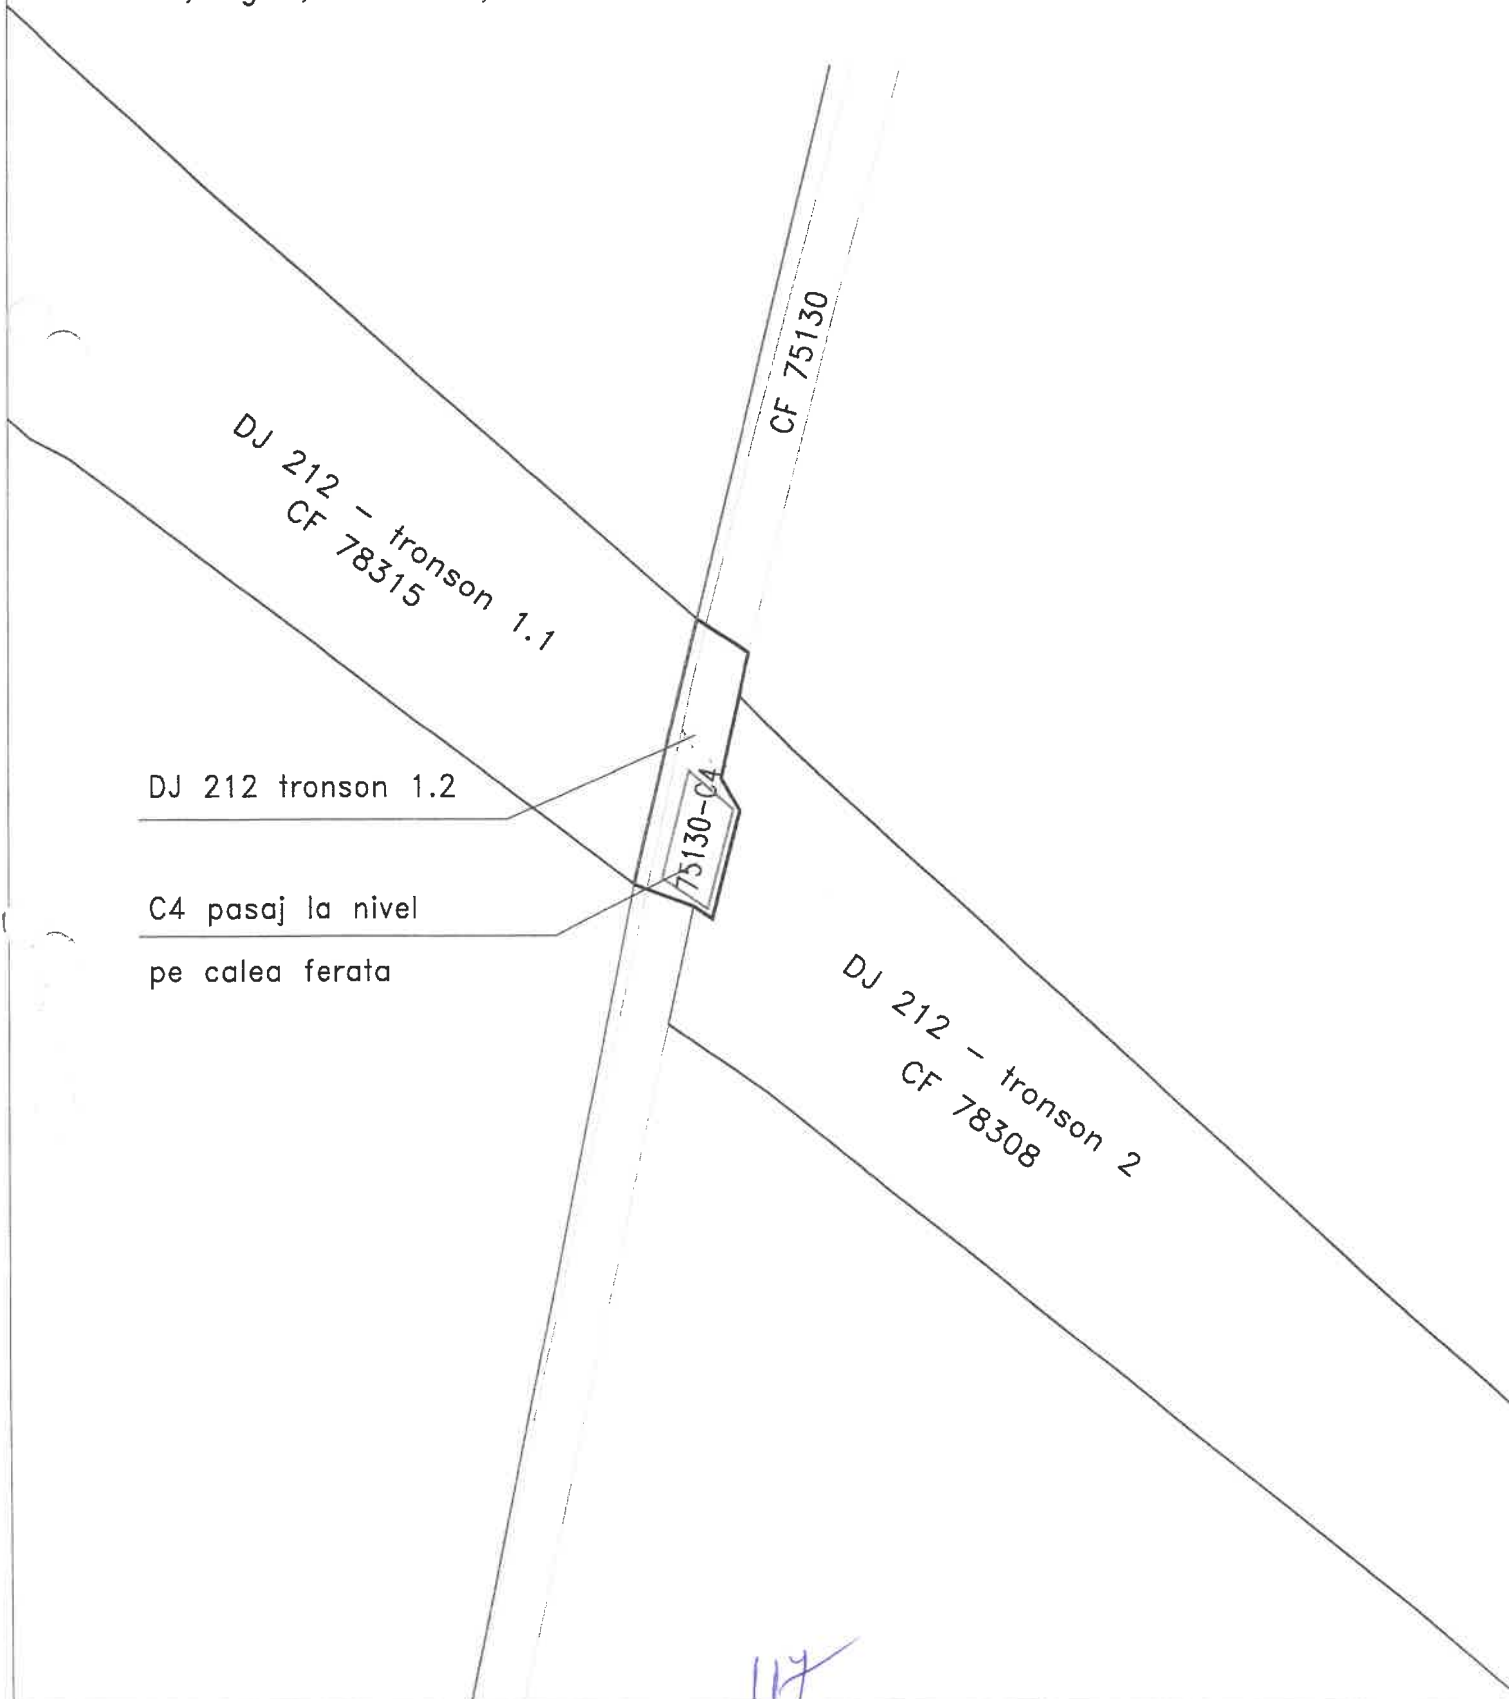 CF 75130
DJ 212 - tronson 1.1
CF 78315
DJ 212 tronson 1.2
75130-C4
C4 pasaj la nivel
pe calea ferata
DJ 212 - tronson 2
CF 78308
117